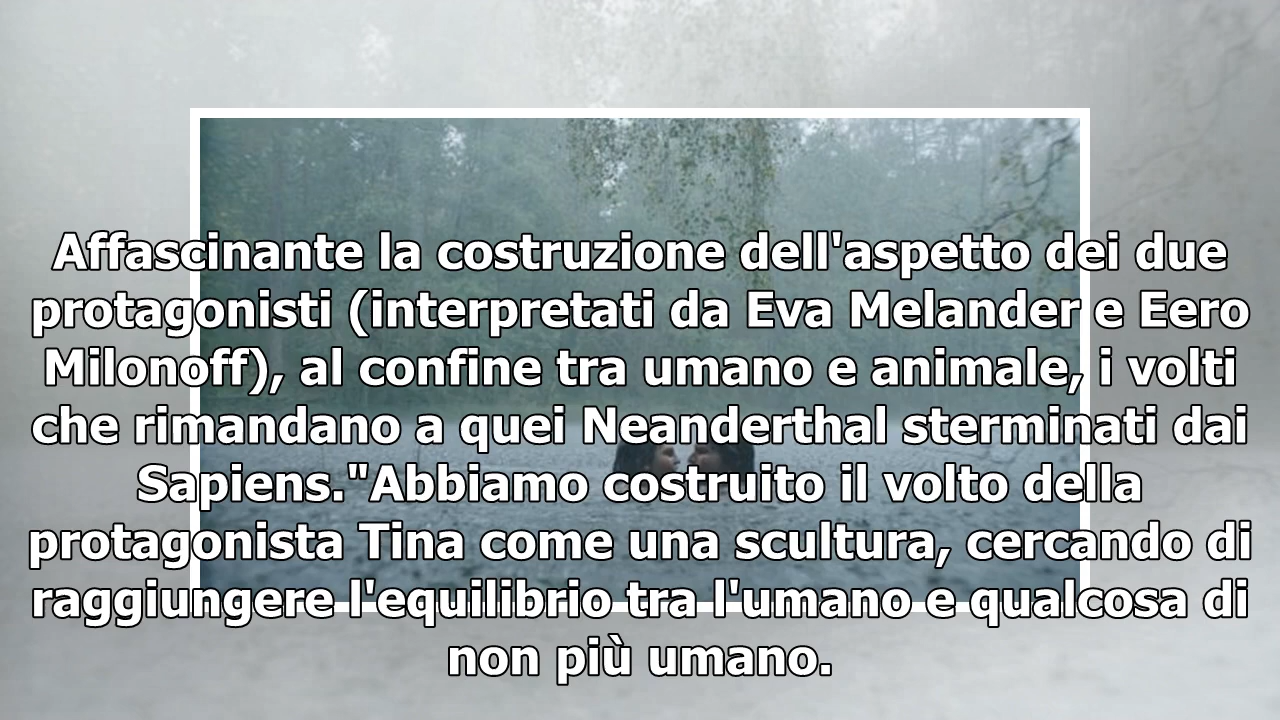 Affascinante la costruzione dell'aspetto dei due
protagonisti (interpretati da Eva Melander e Eero
Milonoff), al confine tra umano e animale, i volti
che rimandano a quei Neanderthal sterminati dai
Sapiens."Abbiamo costruito il volto della
protagonista Tina come una scultura, cercando di
raggiungere l'equilibrio tra l'umano e qualcosa di
non più umano.